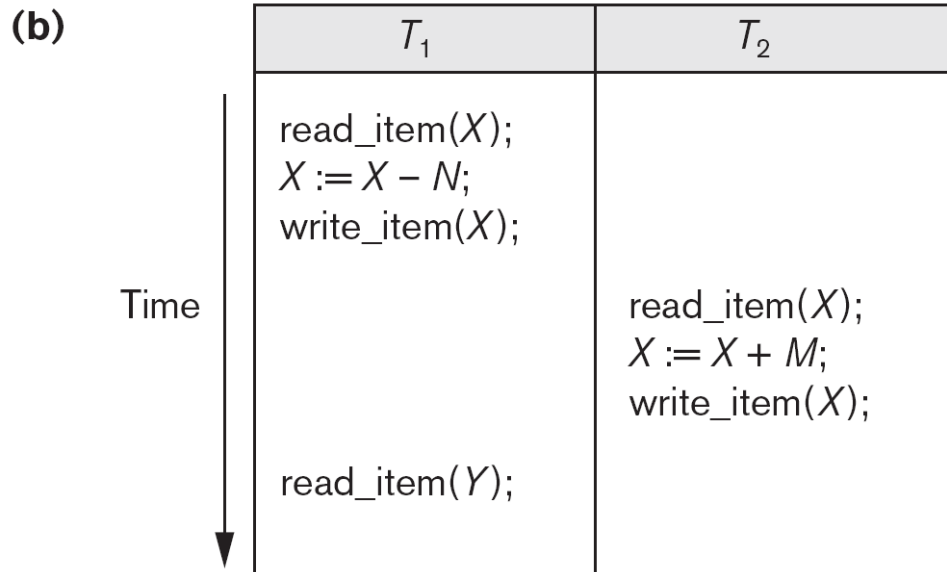 (b)
T₁ T₂
read_item(X);
X := X – N;
write_item(X);
Time
read_item(X);
X := X + M;
write_item(X);
read_item(Y);